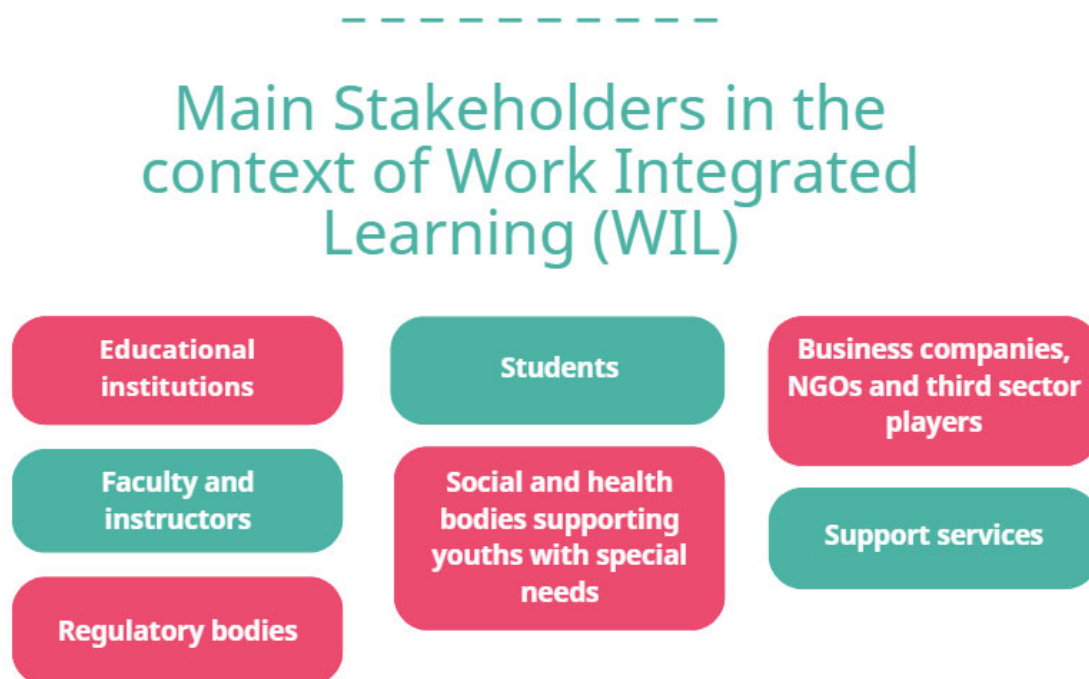 Main Stakeholders in the
context of Work Integrated
Learning (WIL)
Educational
institutions
Students
Business companies,
NGOs and third sector
players
Faculty and
instructors
Social and health
bodies supporting
youths with special
needs
Support services
Regulatory bodies